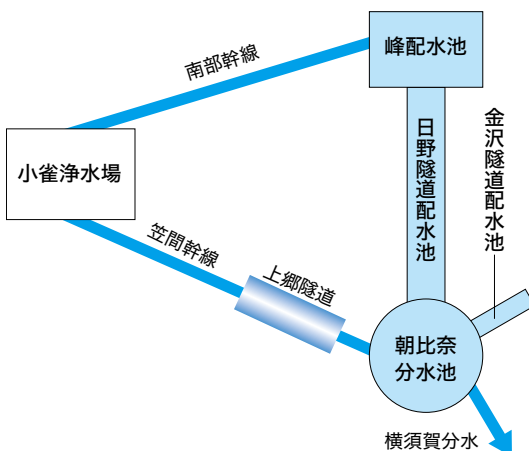 南部幹線
峰配水池
小雀浄水場
日野隧道配水池
金沢隧道配水池
笠間幹線
上郷隧道
朝比奈
分水池
横須賀分水